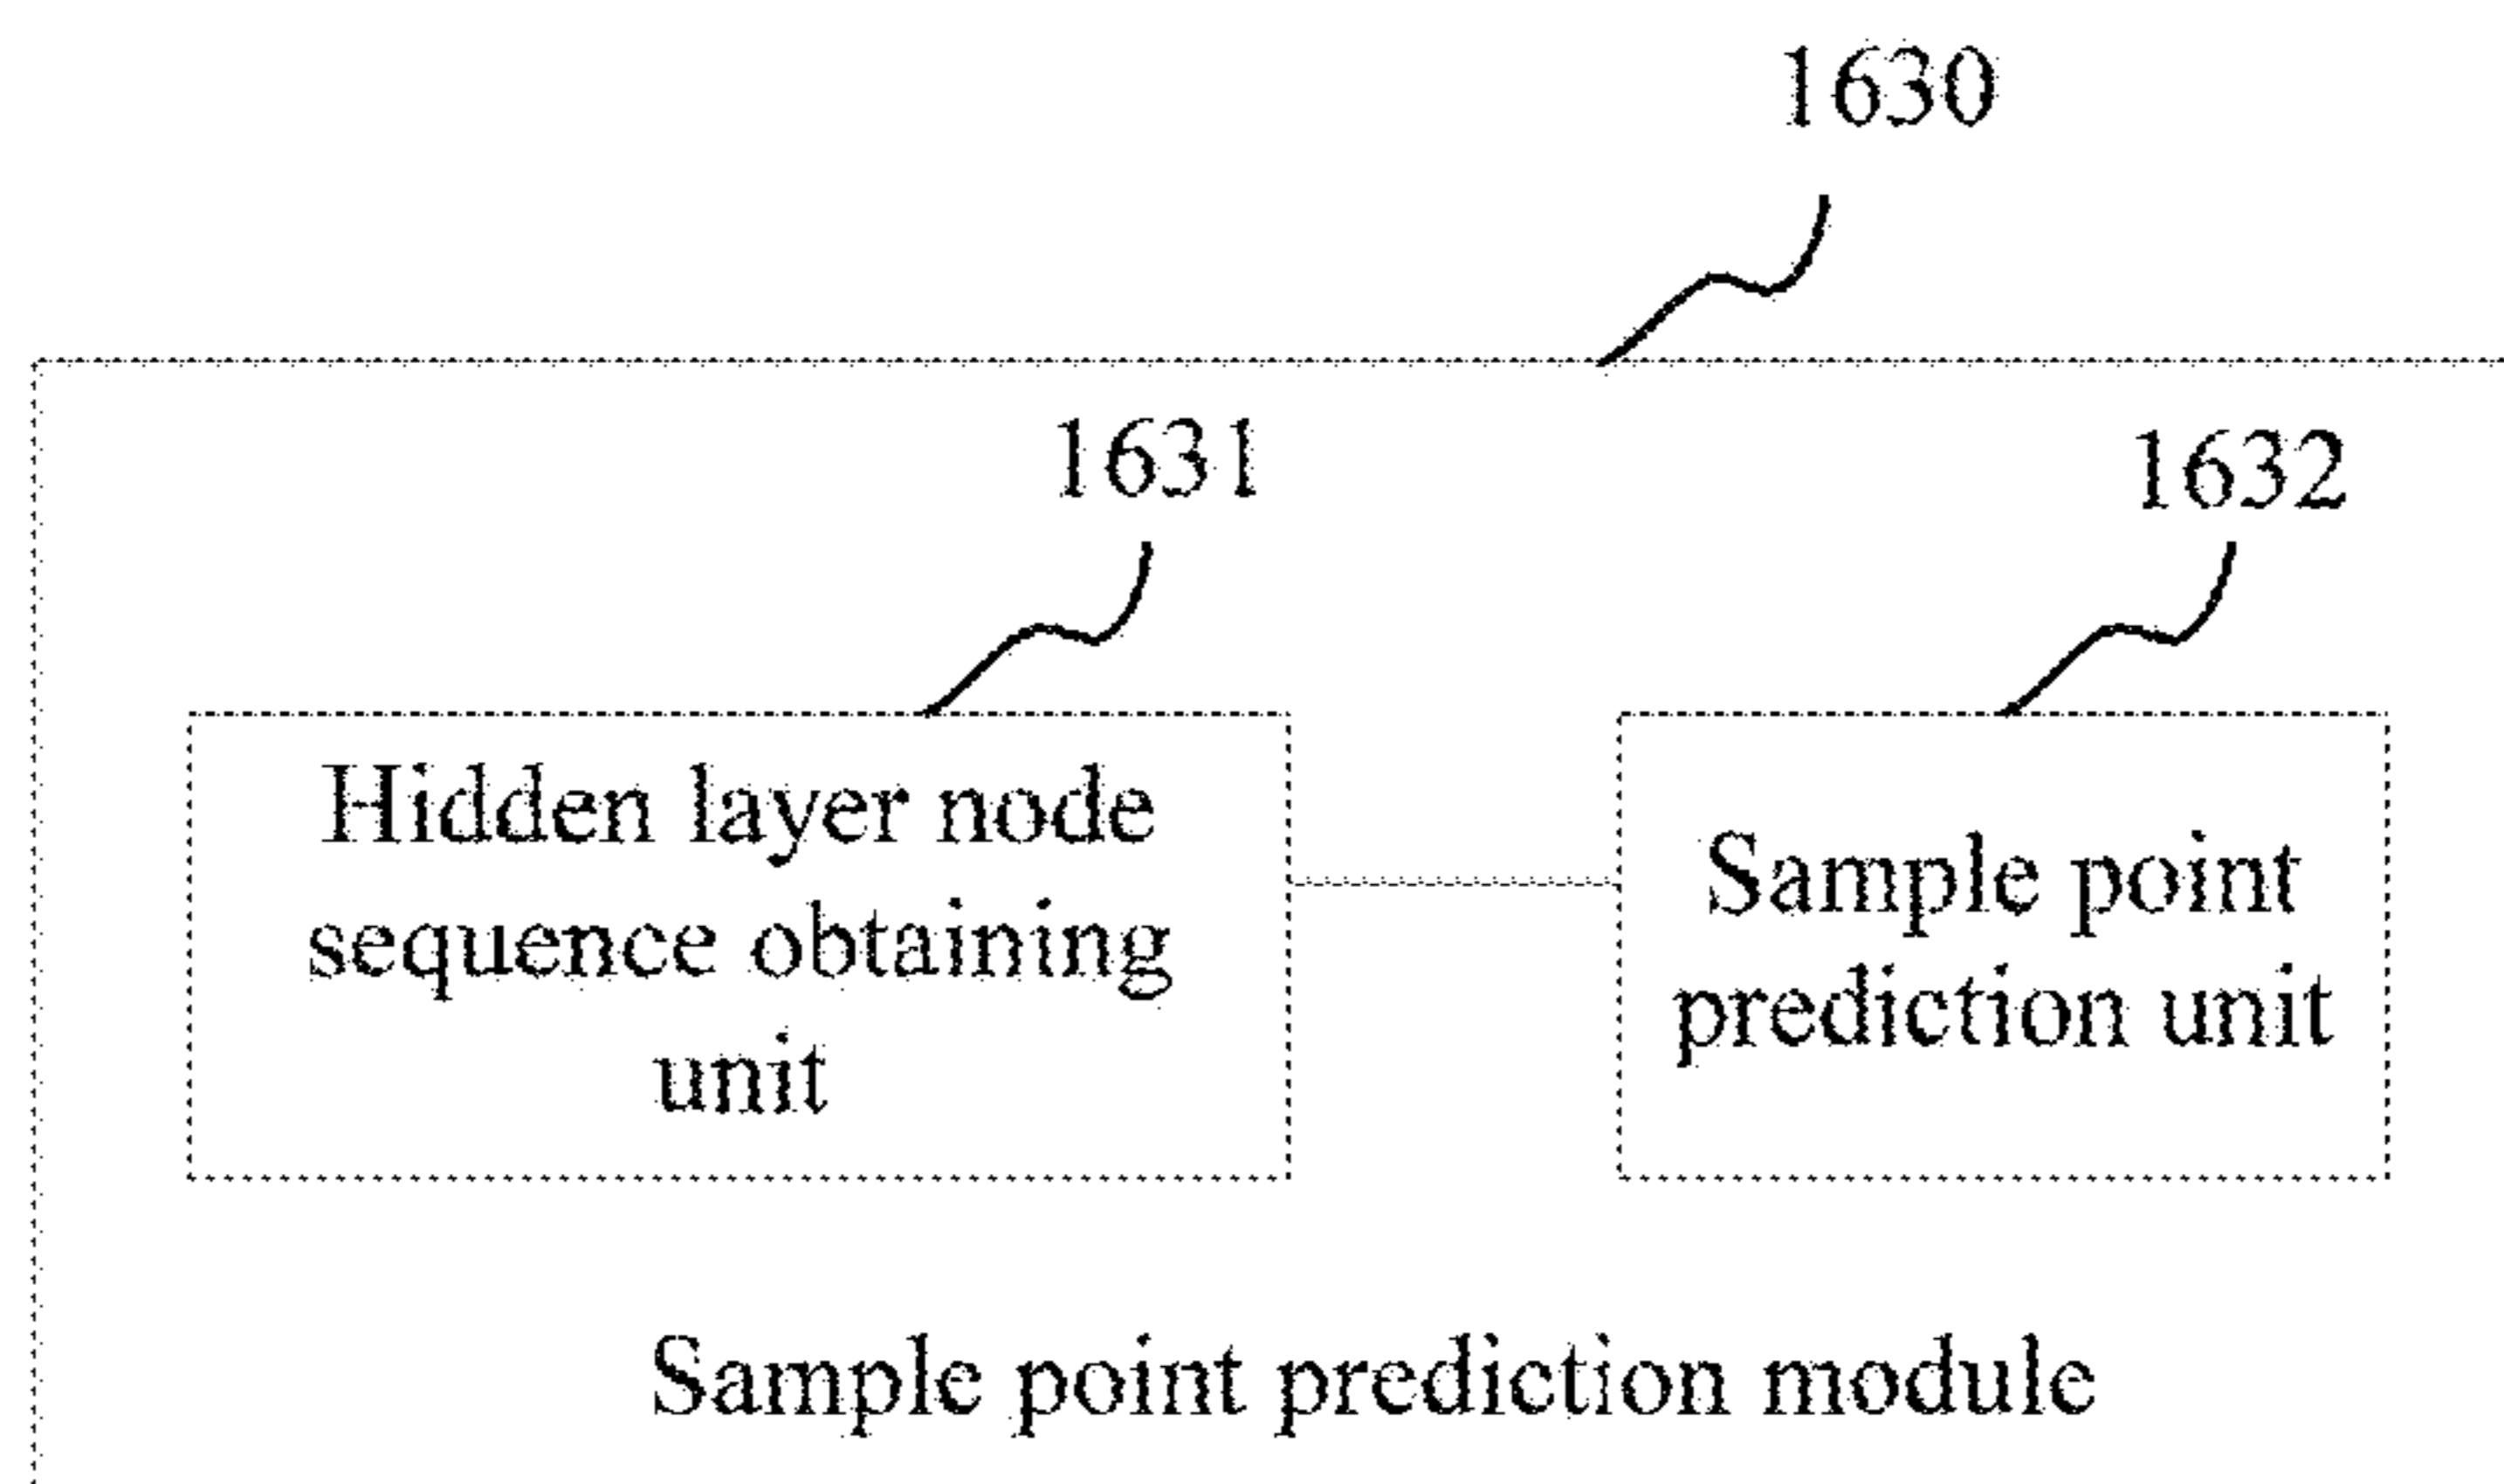 1630
1631
1632
Hidden layer node
sequence obtaining
unit
Sample point
prediction unit
Sample point prediction module